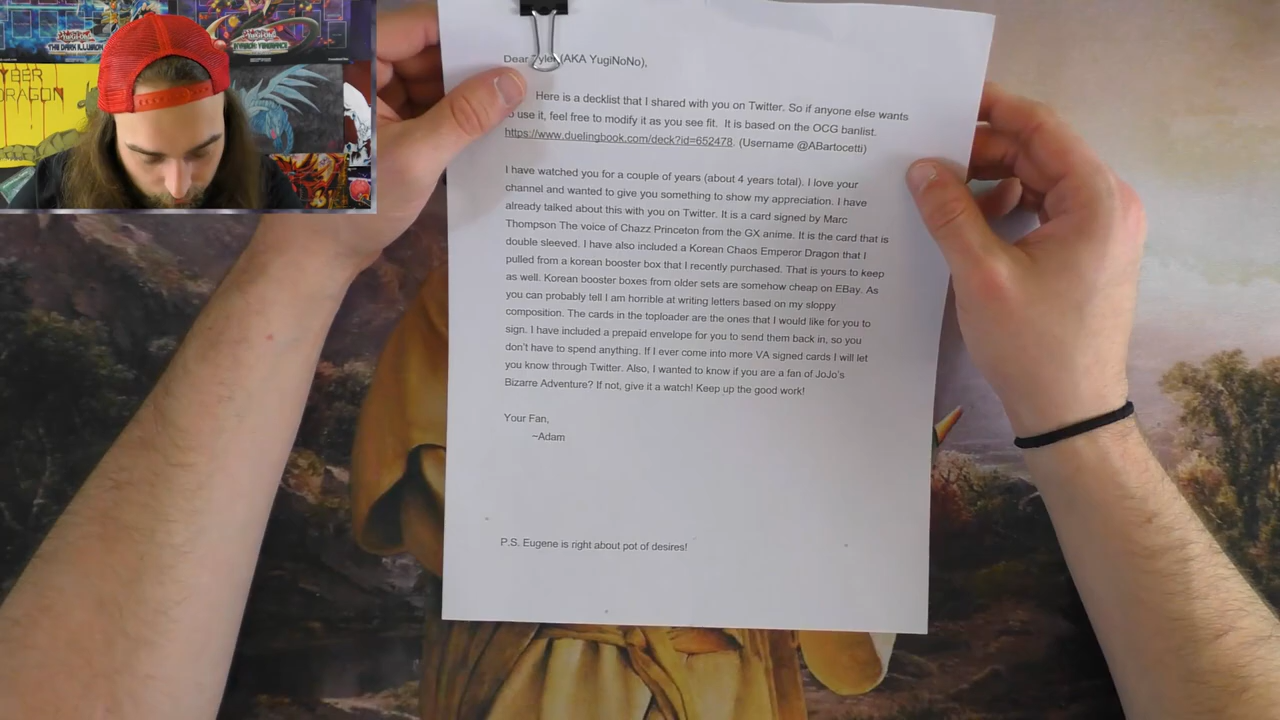 THE DARK ILLUSION
CYBER
DRAGON
Dear Tyler (AKA YugiNoNo),
Here is a decklist that I shared with you on Twitter. So if anyone else wants
to use it, feel free to modify it as you see fit. It is based on the OCG banlist.
https://www.duelingbook.com/deck?id=652478. (Username @ABartocetti)
I have watched you for a couple of years (about 4 years total). I love your
channel and wanted to give you something to show my appreciation. I have
already talked about this with you on Twitter. It is a card signed by Marc
Thompson The voice of Chazz Princeton from the GX anime. It is the card that is
double sleeved. I have also included a Korean Chaos Emperor Dragon that I
pulled from a korean booster box that I recently purchased. That is yours to keep
as well. Korean booster boxes from older sets are somehow cheap on EBay. As
you can probably tell I am horrible at writing letters based on my sloppy
composition. The cards in the toploader are the ones that I would like for you to
sign. I have included a prepaid envelope for you to send them back in, so you
don't have to spend anything. If I ever come into more VA signed cards I will let
you know through Twitter. Also, I wanted to know if you are a fan of JoJo's
Bizarre Adventure? If not, give it a watch! Keep up the good work!
Your Fan,
~Adam
P.S. Eugene is right about pot of desires!